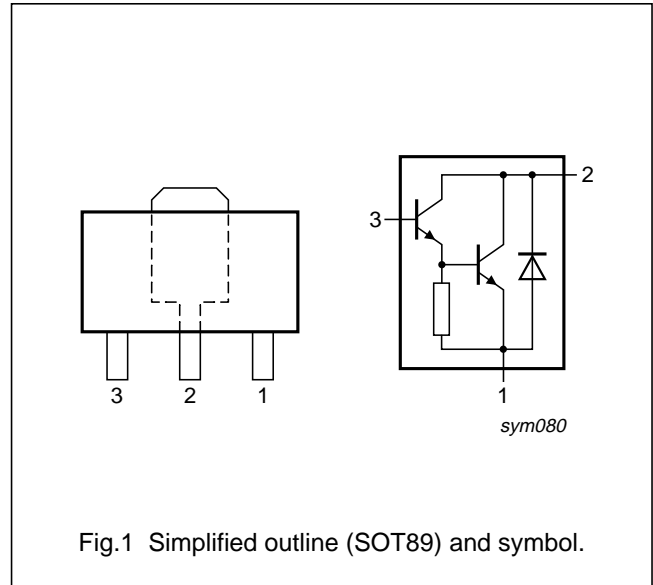 2
3
1
3 2 1
sym080
Fig.1 Simplified outline (SOT89) and symbol.